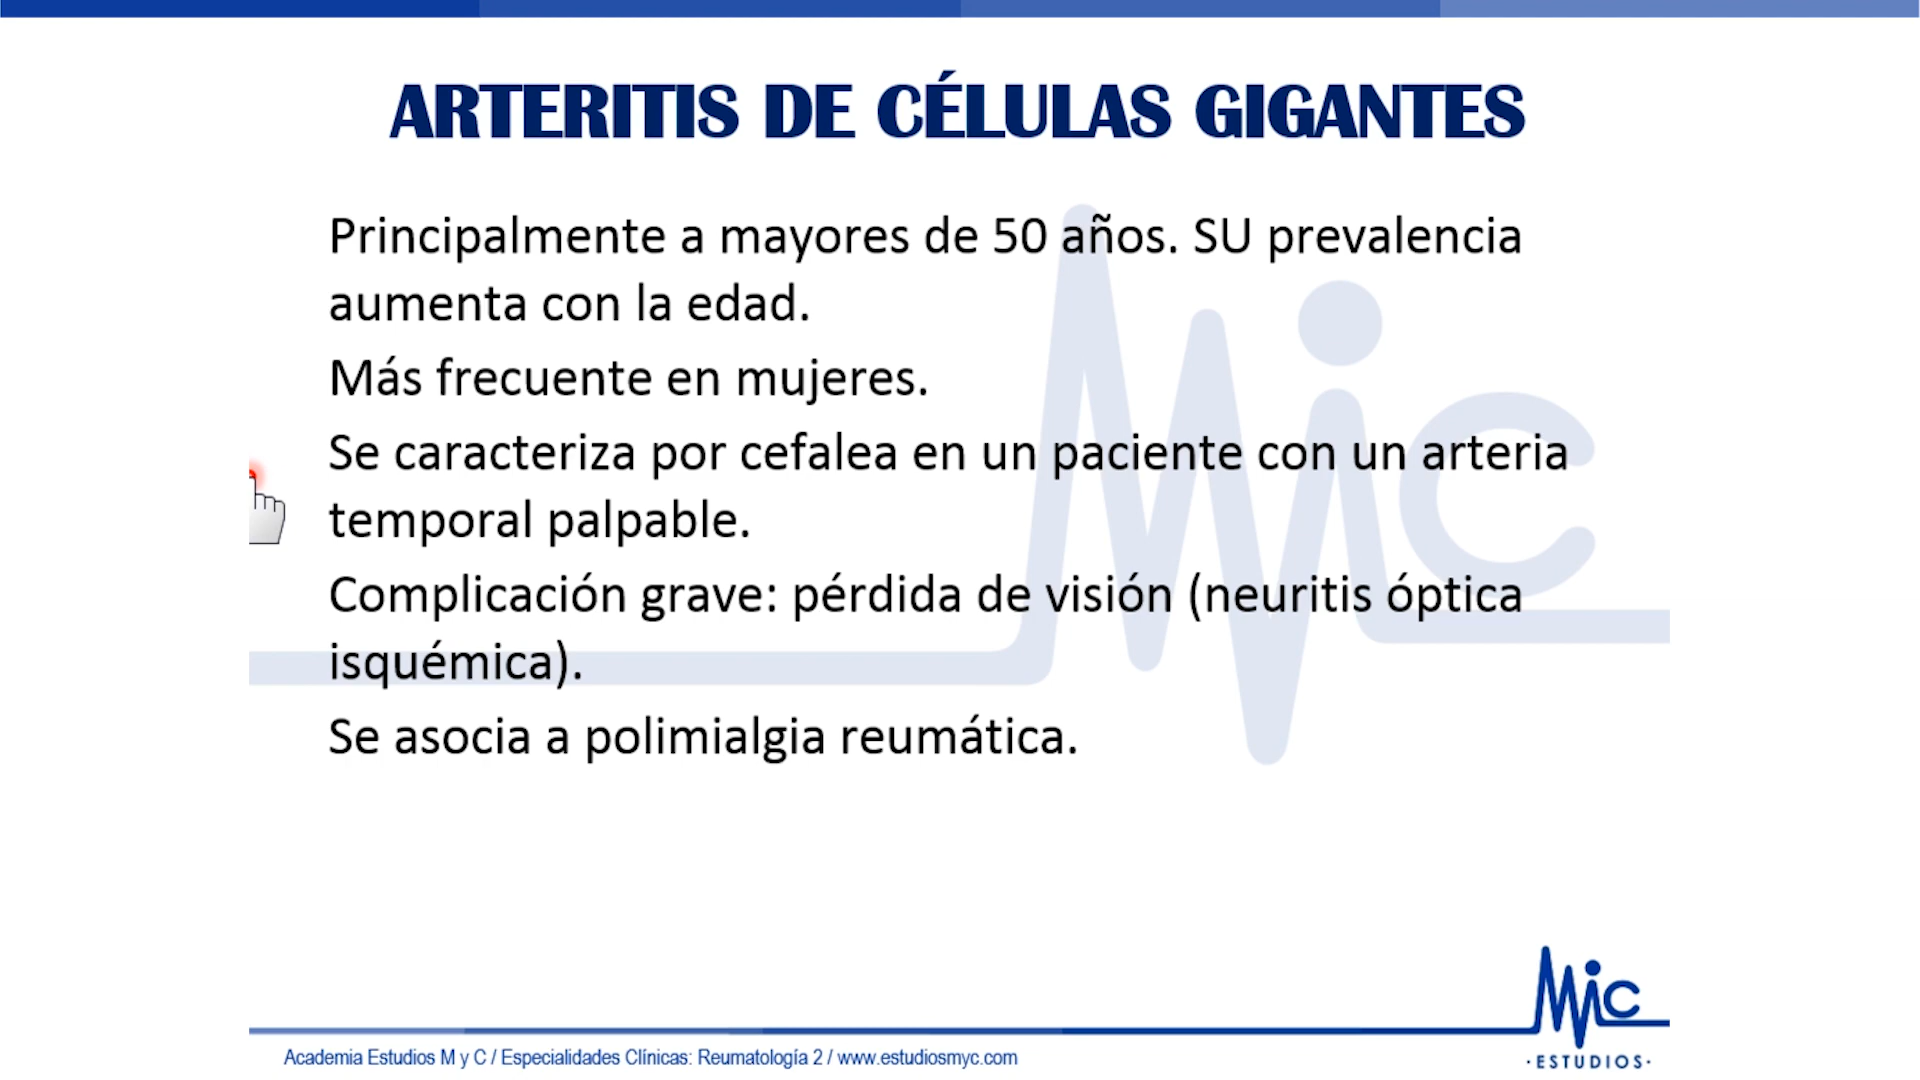 ARTERITIS DE CÉLULAS GIGANTES
Principalmente a mayores de 50 años. SU prevalencia
aumenta con la edad.
Más frecuente en mujeres.
Se caracteriza por cefalea en un paciente con un arteria
temporal palpable.
Complicación grave: pérdida de visión (neuritis óptica
isquémica).
Se asocia a polimialgia reumática.
Mic
Mic
·ESTUDIOS·
Academia Estudios M y C / Especialidades Clínicas: Reumatología 2 / www.estudiosmyc.com